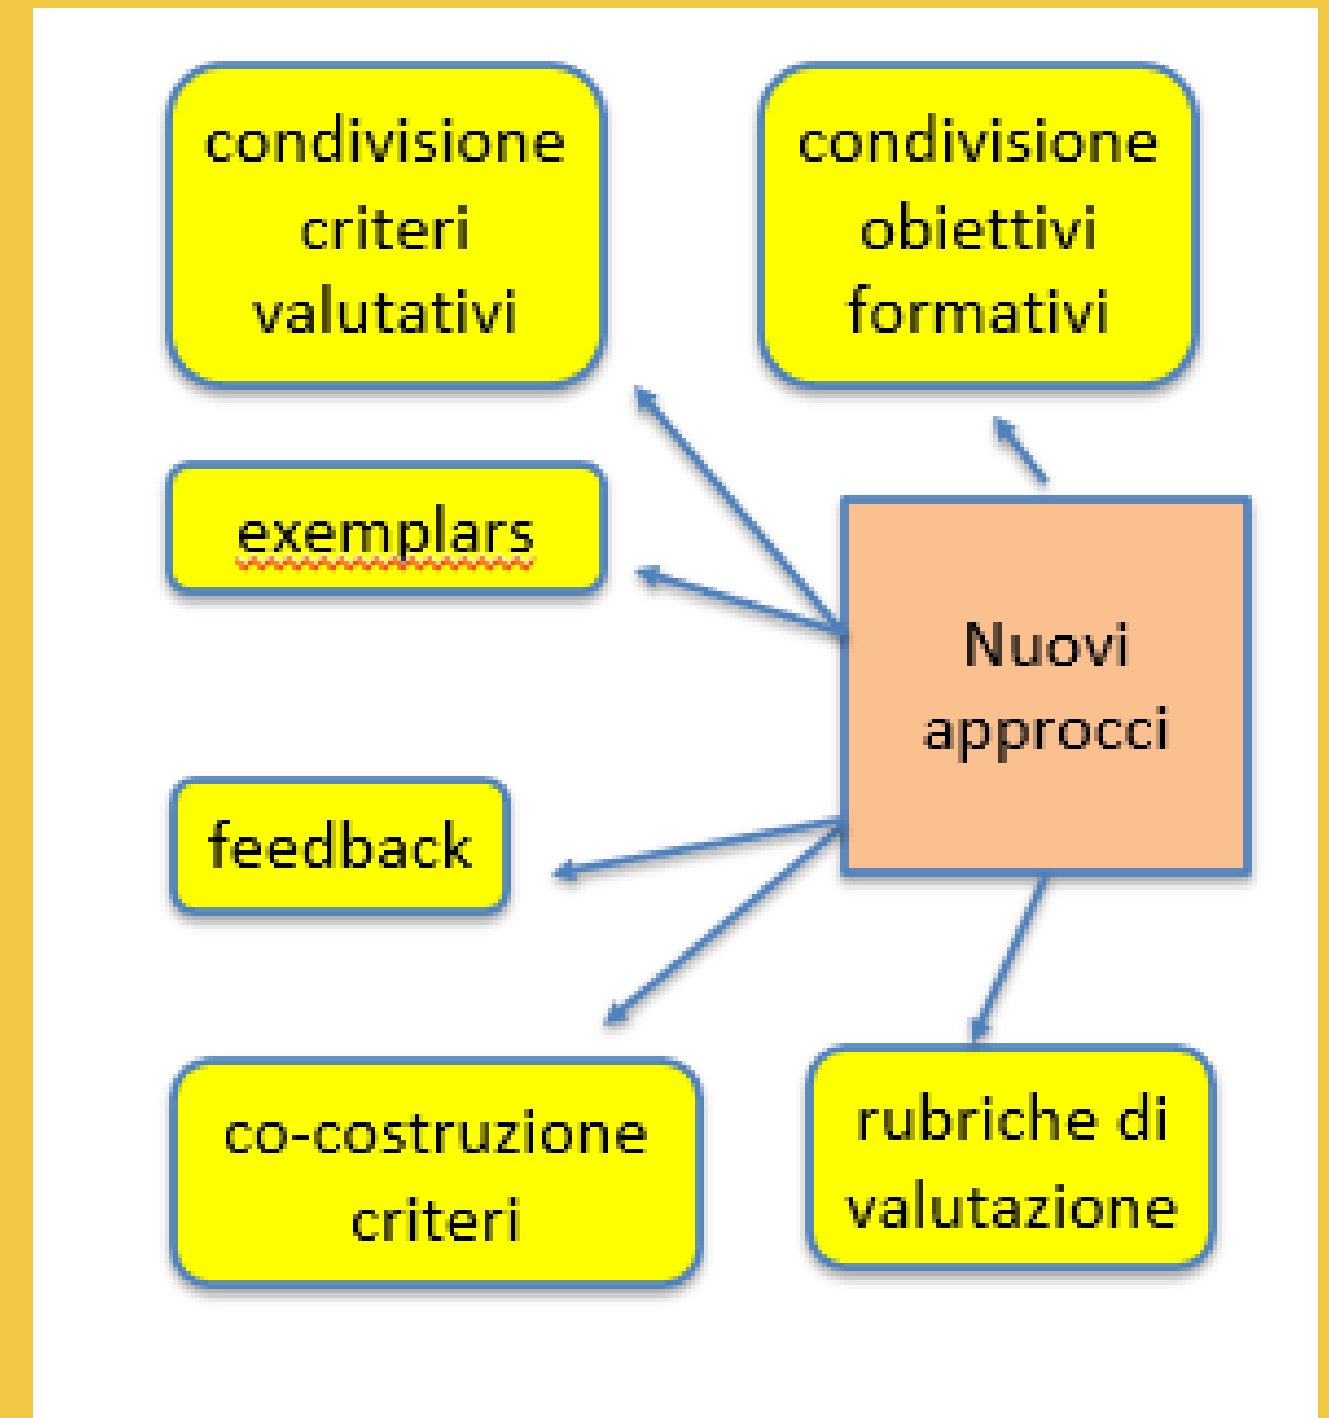 condivisione
criteri
valutativi
condivisione
obiettivi
formativi
exemplars
Nuovi
approcci
feedback
co-costruzione
criteri
rubriche di
valutazione